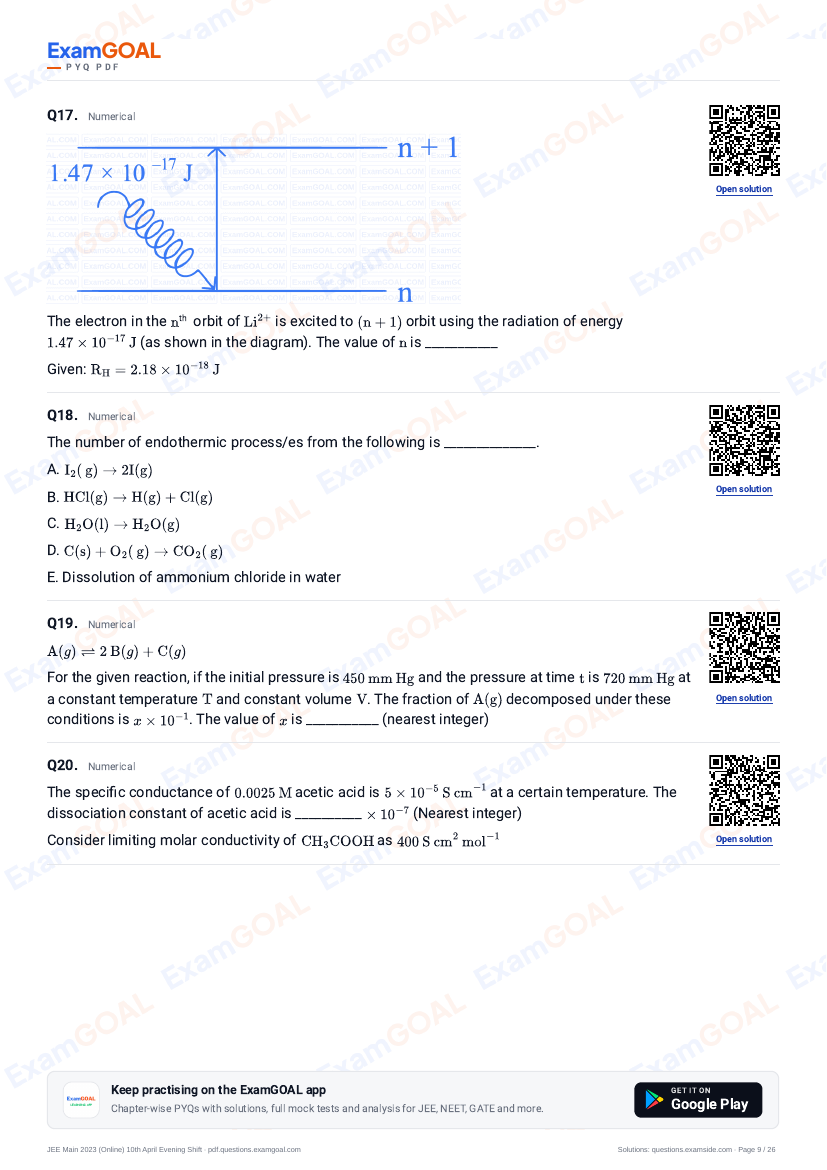 ExamGOAL
PYQ PDF
Q17. Numerical
n + 1
1.47 × 10⁻¹⁷ J
n
The electron in the nᵗʰ orbit of Li²⁺ is excited to (n + 1) orbit using the radiation of energy
1.47 × 10⁻¹⁷ J (as shown in the diagram). The value of n is ___________
Given: R_H = 2.18 × 10⁻¹⁸ J
Open solution
Q18. Numerical
The number of endothermic process/es from the following is ______________.
A. I₂( g) → 2I(g)
B. HCl(g) → H(g) + Cl(g)
C. H₂O(l) → H₂O(g)
D. C(s) + O₂( g) → CO₂( g)
E. Dissolution of ammonium chloride in water
Open solution
Q19. Numerical
A(g) ⇌ 2 B(g) + C(g)
For the given reaction, if the initial pressure is 450 mm Hg and the pressure at time t is 720 mm Hg at
a constant temperature T and constant volume V. The fraction of A(g) decomposed under these
conditions is x × 10⁻¹. The value of x is ___________ (nearest integer)
Open solution
Q20. Numerical
The specific conductance of 0.0025 M acetic acid is 5 × 10⁻⁵ S cm⁻¹ at a certain temperature. The
dissociation constant of acetic acid is __________ × 10⁻⁷ (Nearest integer)
Consider limiting molar conductivity of CH₃COOH as 400 S cm² mol⁻¹
Open solution
ExamGOAL
Keep practising on the ExamGOAL app
Chapter-wise PYQs with solutions, full mock tests and analysis for JEE, NEET, GATE and more.
GET IT ON
Google Play
JEE Main 2023 (Online) 10th April Evening Shift · pdf.questions.examgoal.com
Solutions: questions.examside.com · Page 9 / 26